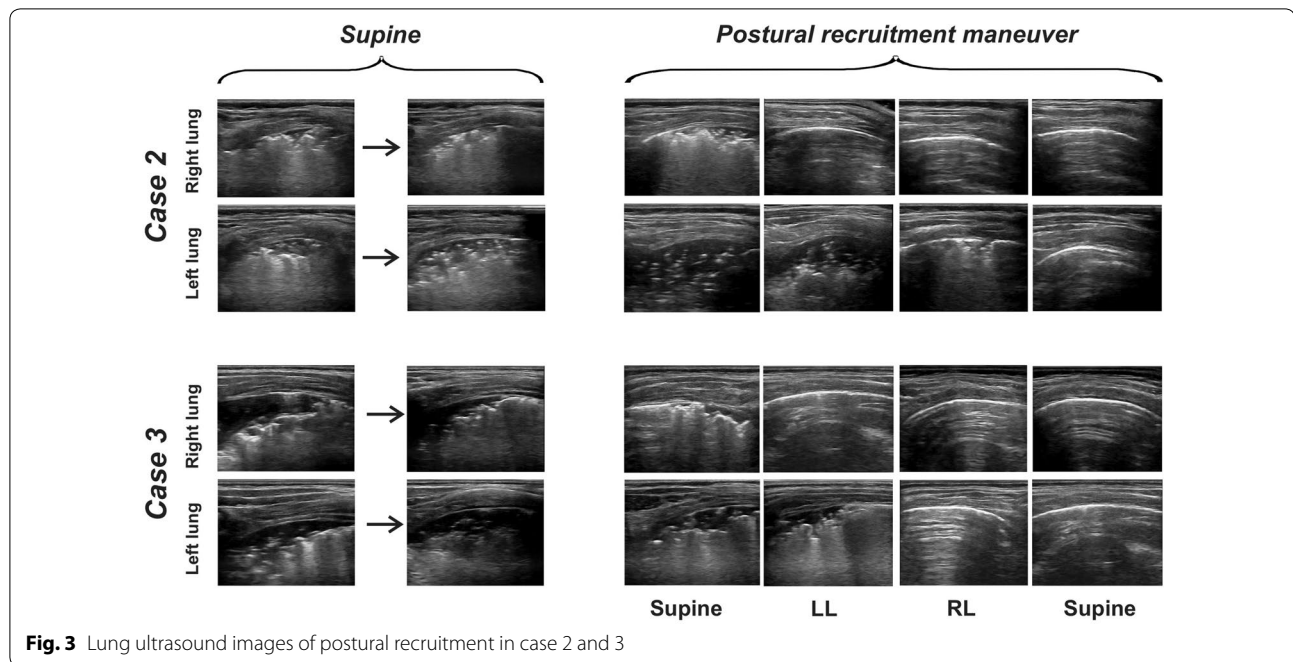 Supine
Postural recruitment maneuver
Case 2
Right lung
Left lung
Case 3
Right lung
Left lung
Supine LL RL Supine
Fig. 3 Lung ultrasound images of postural recruitment in case 2 and 3